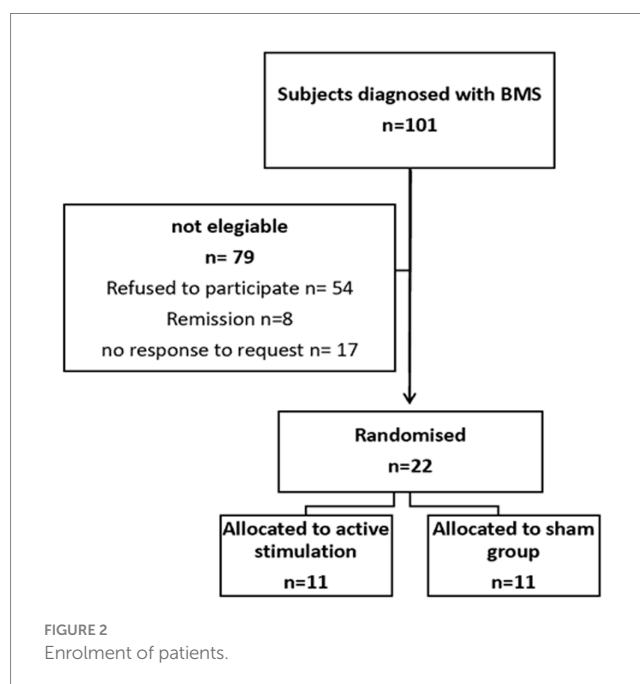 Subjects diagnosed with BMS
n=101
not elegiable
n= 79
Refused to participate n= 54
Remission n=8
no response to request n= 17
Randomised
n=22
Allocated to active
stimulation
n=11
Allocated to sham
group
n=11
FIGURE 2
Enrolment of patients.